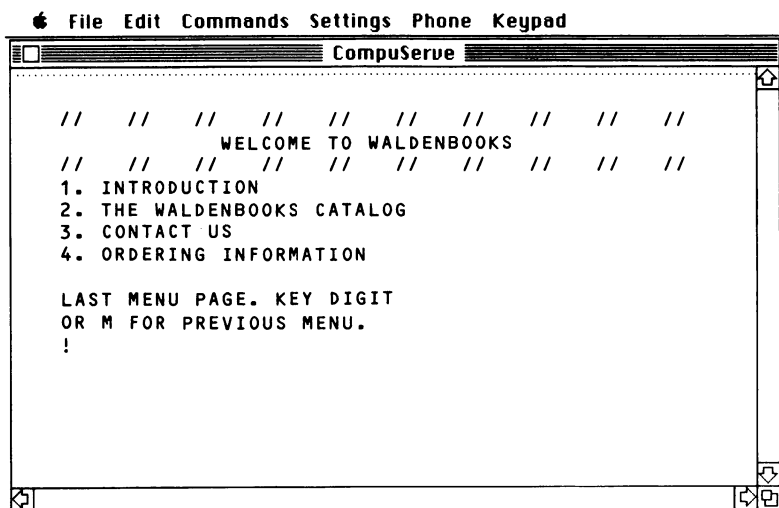 File Edit Commands Settings Phone Keypad
CompuServe
// // // // // // // // // //
WELCOME TO WALDENBOOKS
// // // // // // // // // //
1. INTRODUCTION
2. THE WALDENBOOKS CATALOG
3. CONTACT US
4. ORDERING INFORMATION
LAST MENU PAGE. KEY DIGIT
OR M FOR PREVIOUS MENU.
!